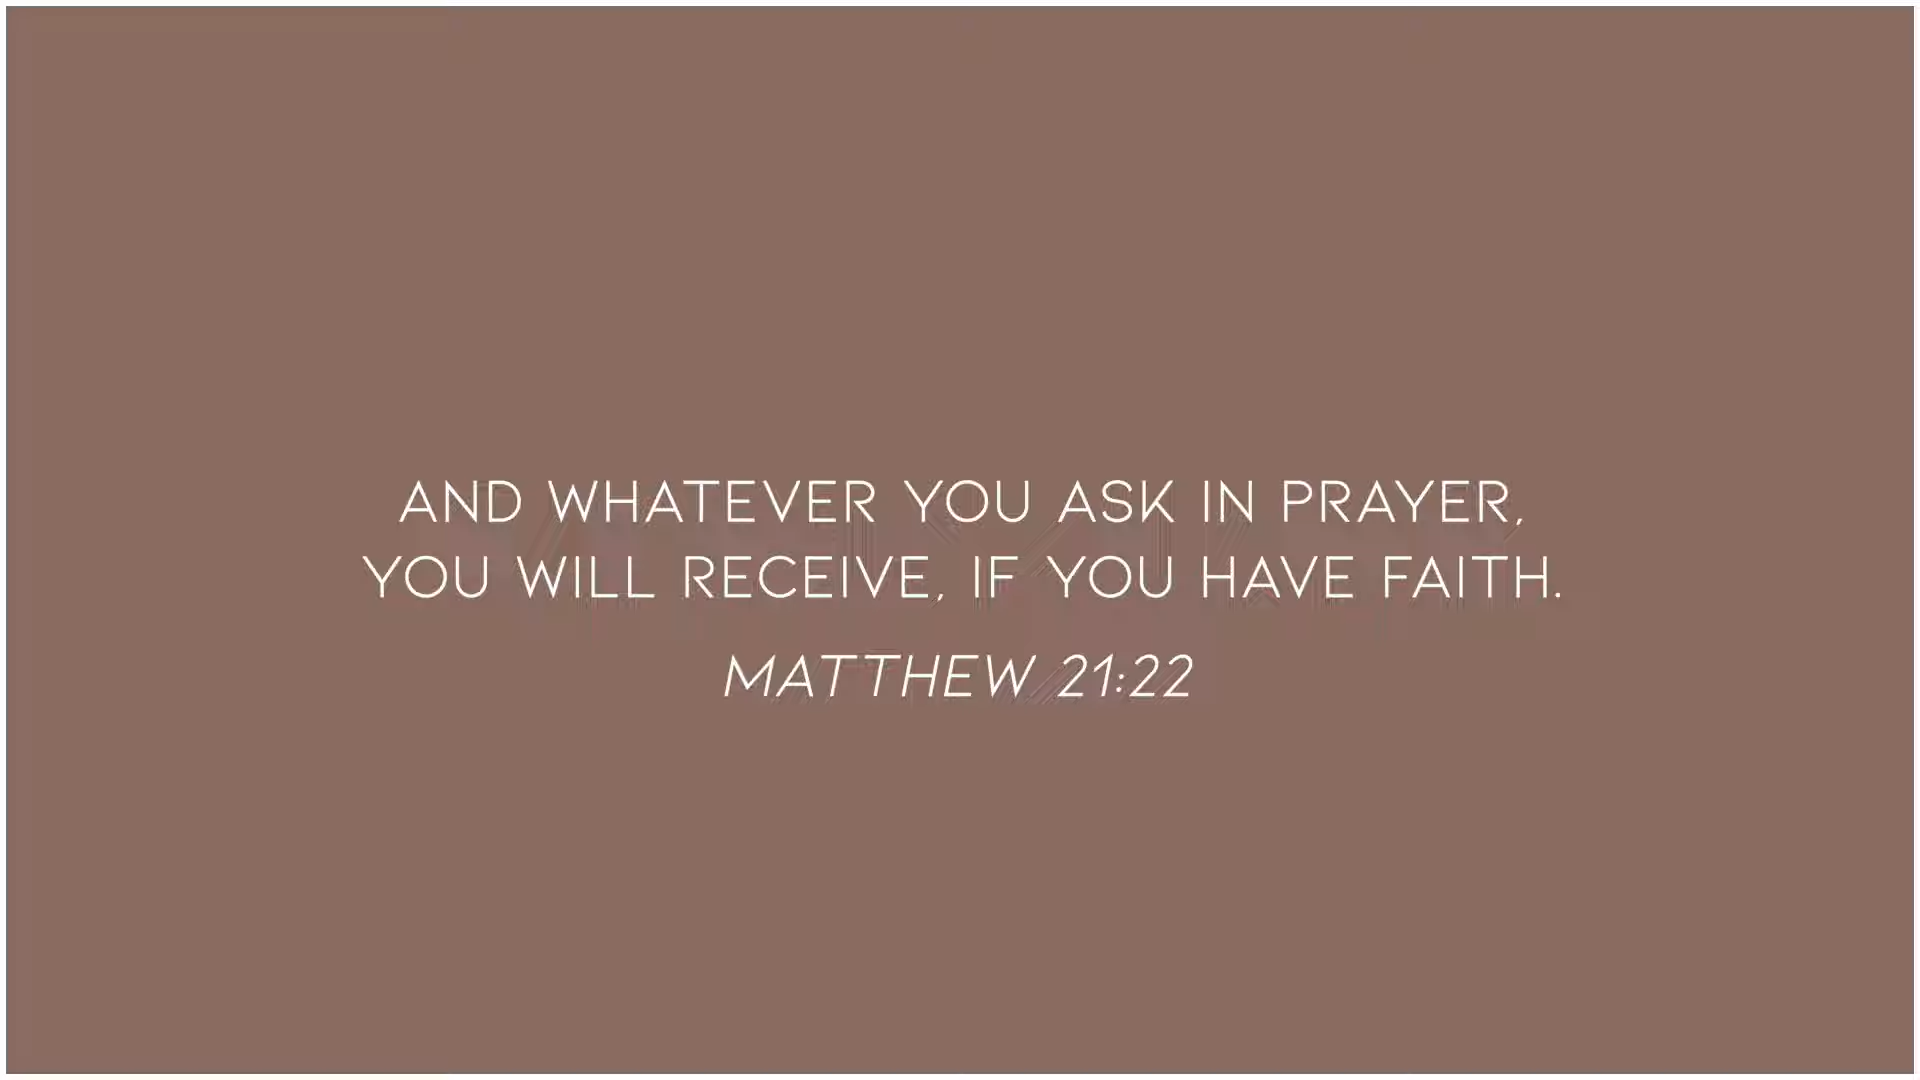 AND WHATEVER YOU ASK IN PRAYER,
YOU WILL RECEIVE, IF YOU HAVE FAITH.
MATTHEW 21:22